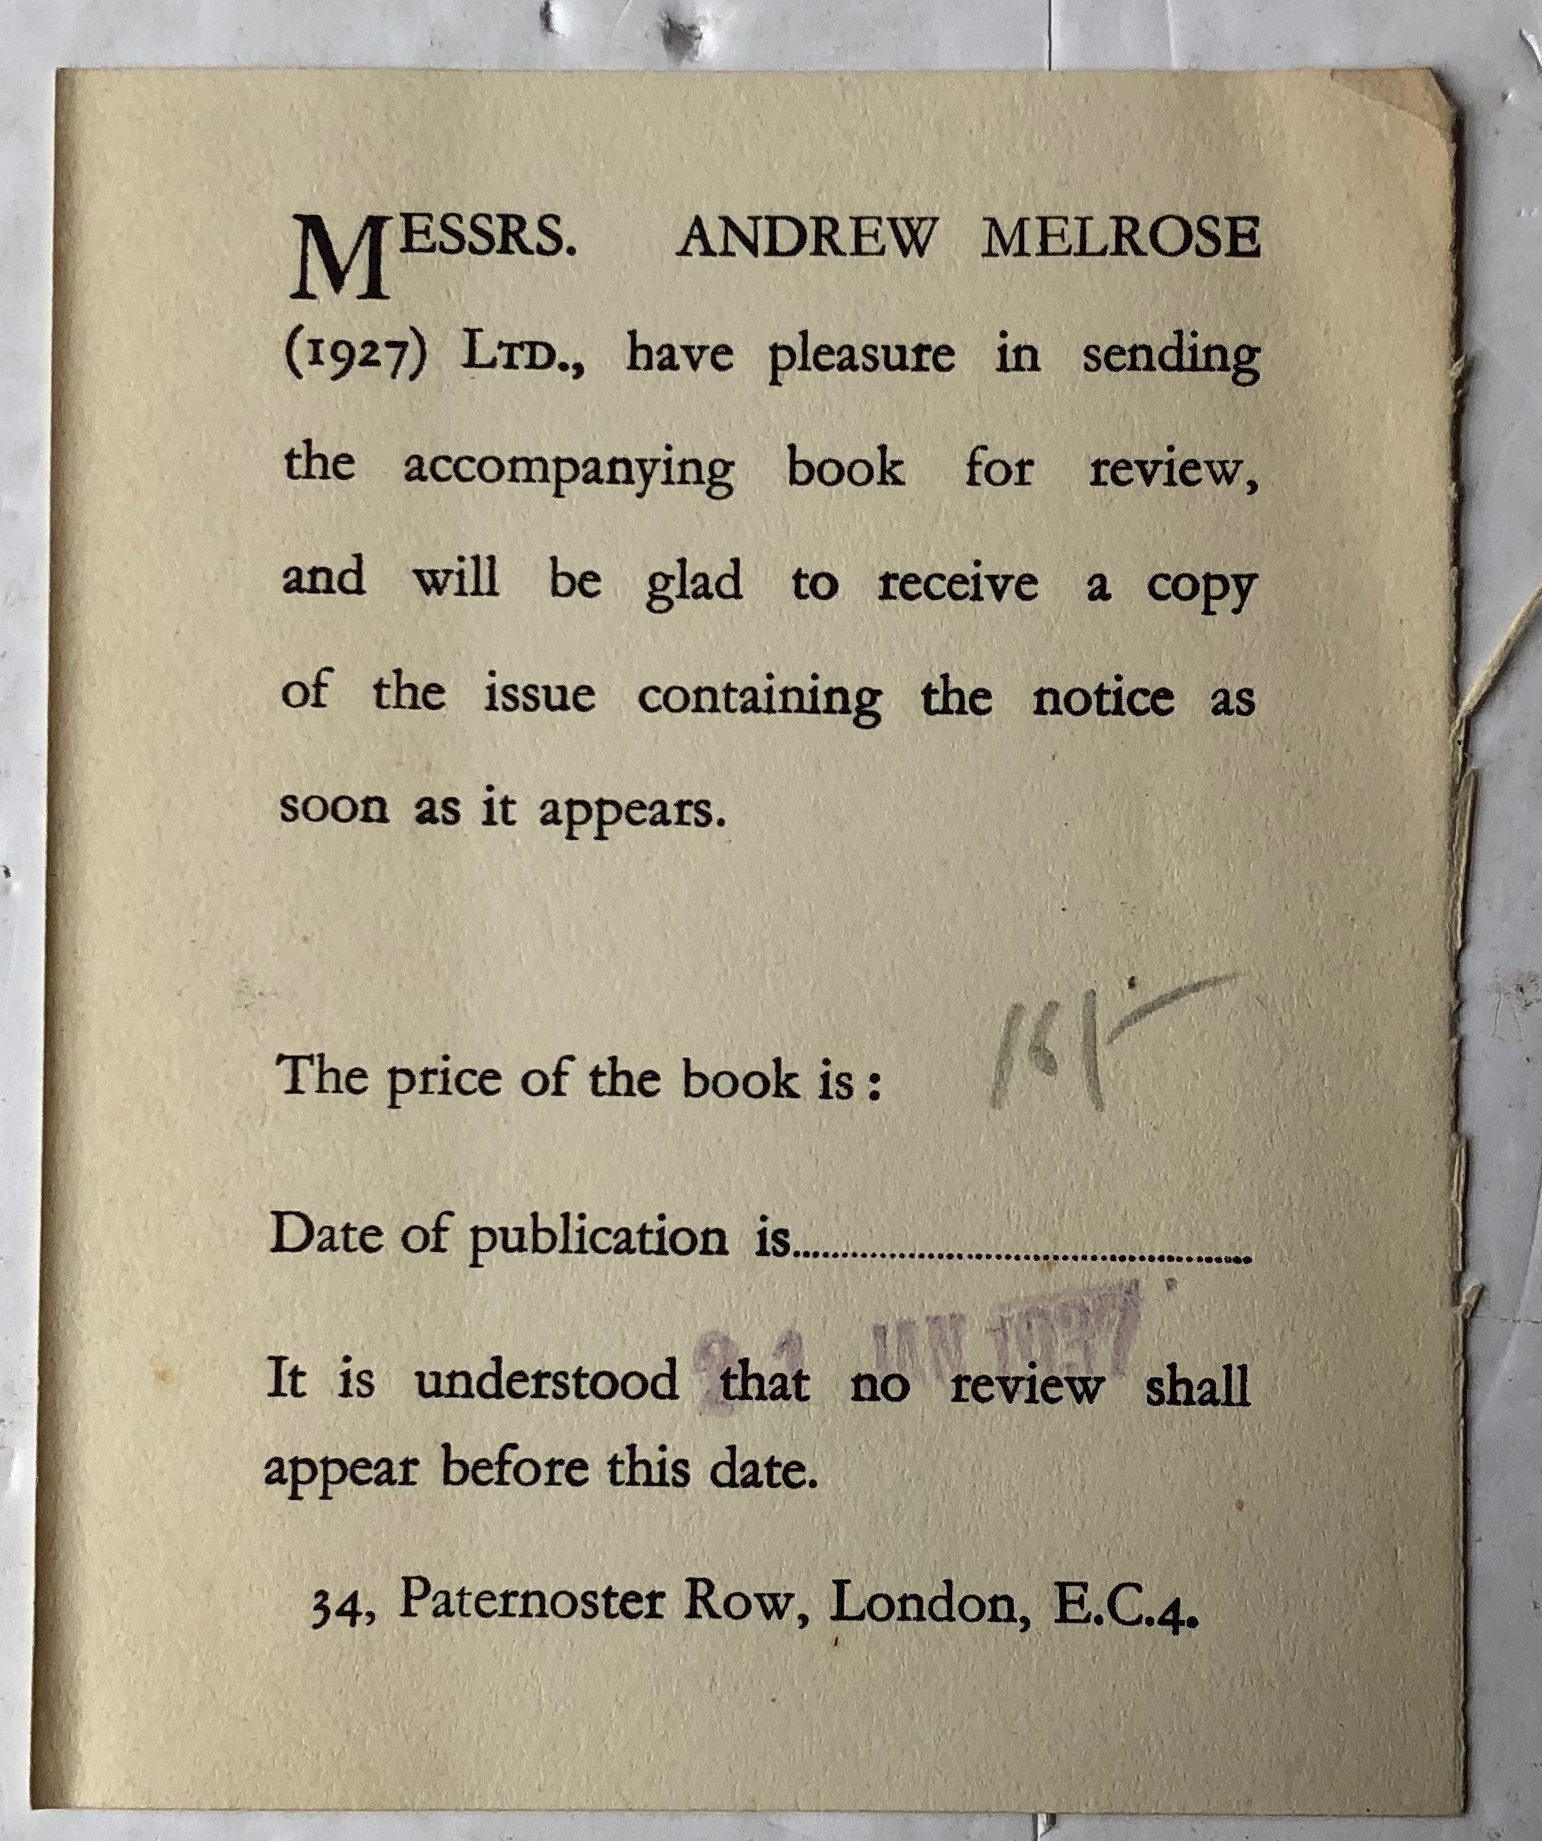 MESSRS. ANDREW MELROSE
(1927) LTD., have pleasure in sending
the accompanying book for review,
and will be glad to receive a copy
of the issue containing the notice as
soon as it appears.
The price of the book is: 16/-
Date of publication is..........
It is understood that no review shall
appear before this date.
34, Paternoster Row, London, E.C.4.